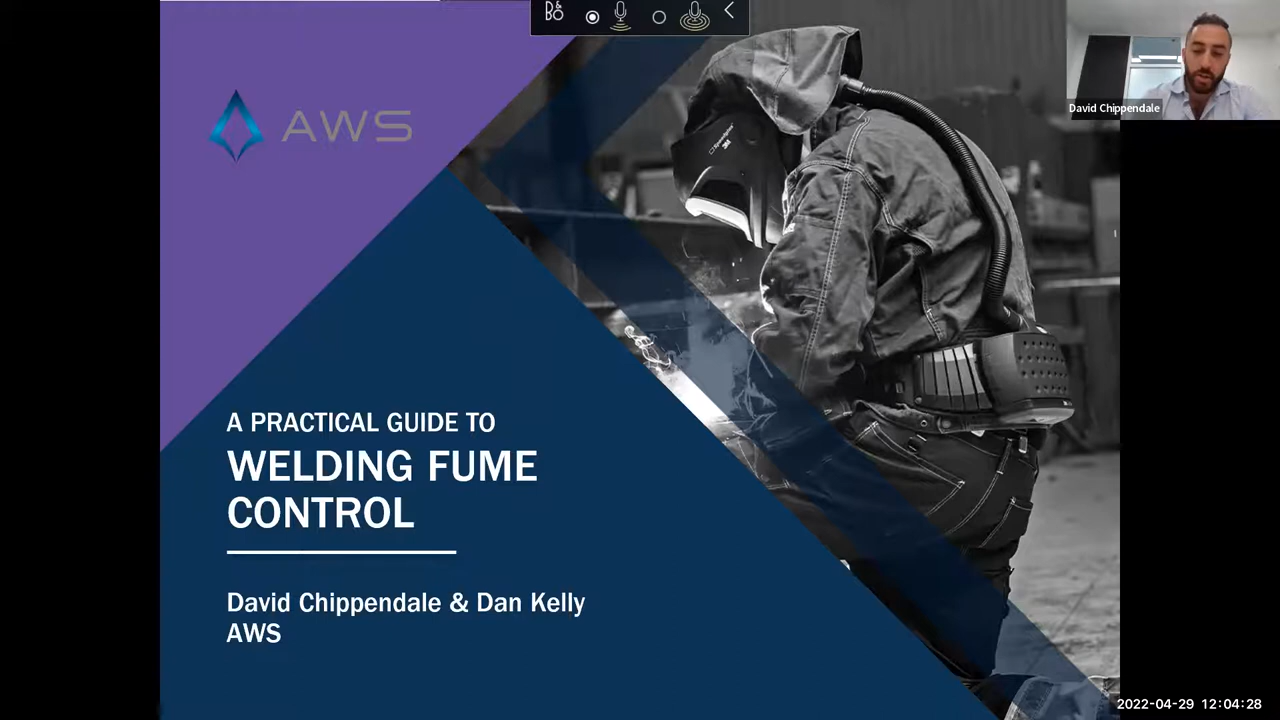 B&O
David Chippendale
AWS
3M
A PRACTICAL GUIDE TO
WELDING FUME
CONTROL
David Chippendale & Dan Kelly
AWS
2022-04-29 12:04:28